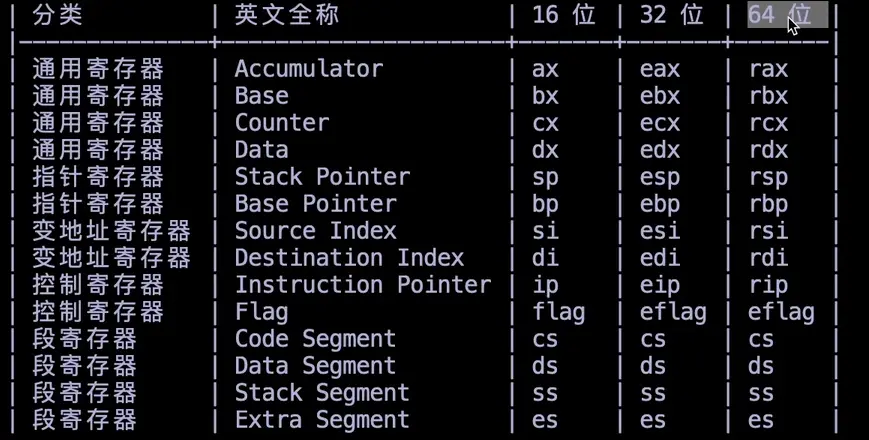 | 分类 | 英文全称 | 16 位 | 32 位 | 64 位 |
|---------------+----------------------+-------+-------+-------|
| 通用寄存器 | Accumulator | ax | eax | rax |
| 通用寄存器 | Base | bx | ebx | rbx |
| 通用寄存器 | Counter | cx | ecx | rcx |
| 通用寄存器 | Data | dx | edx | rdx |
| 指针寄存器 | Stack Pointer | sp | esp | rsp |
| 指针寄存器 | Base Pointer | bp | ebp | rbp |
| 变地址寄存器 | Source Index | si | esi | rsi |
| 变地址寄存器 | Destination Index | di | edi | rdi |
| 控制寄存器 | Instruction Pointer | ip | eip | rip |
| 控制寄存器 | Flag | flag | eflag | eflag |
| 段寄存器 | Code Segment | cs | cs | cs |
| 段寄存器 | Data Segment | ds | ds | ds |
| 段寄存器 | Stack Segment | ss | ss | ss |
| 段寄存器 | Extra Segment | es | es | es |